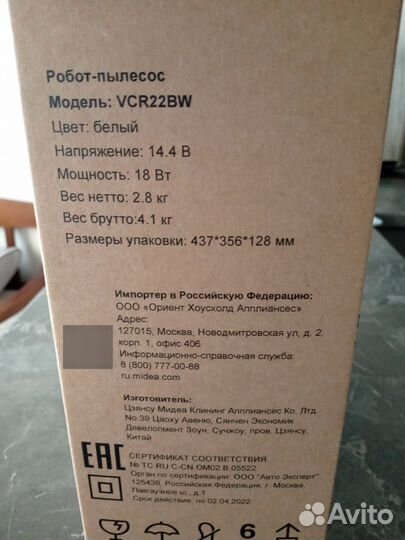 Робот-пылесос
Модель: VCR22BW
Цвет: белый
Напряжение: 14.4 В
Мощность: 18 Вт
Вес нетто: 2.8 кг
Вес брутто:4.1 кг
Размеры упаковки: 437*356*128 мм
Импортер в Российскую Федерацию:
ООО «Ориент Хоусхолд Апплиансес»
Адрес:
127015, Москва, Новодмитровская ул, д. 2,
корп. 1, офис 406
Информационно-справочная служба:
8 (800) 777-00-88
ru.midea.com
Изготовитель:
Цзянсу Мидеа Клининг Апплиансес Ко. Лтд.
No.39 Цаоху Авеню, Сянчен Экономик
Девелопмент Зоун, Сучжоу, пров. Цзянсу,
Китай
ЕАС
СЕРТИФИКАТ СООТВЕТСТВИЯ
№ ТС RU С-CN.ОМ02.В.05522
Орган по сертификации: ООО "Авто Эксперт"
125438, Российская Федерация, г. Москва,
Пакгаузное ш., д.1
Срок действия по 02.04.2022
6
Avito